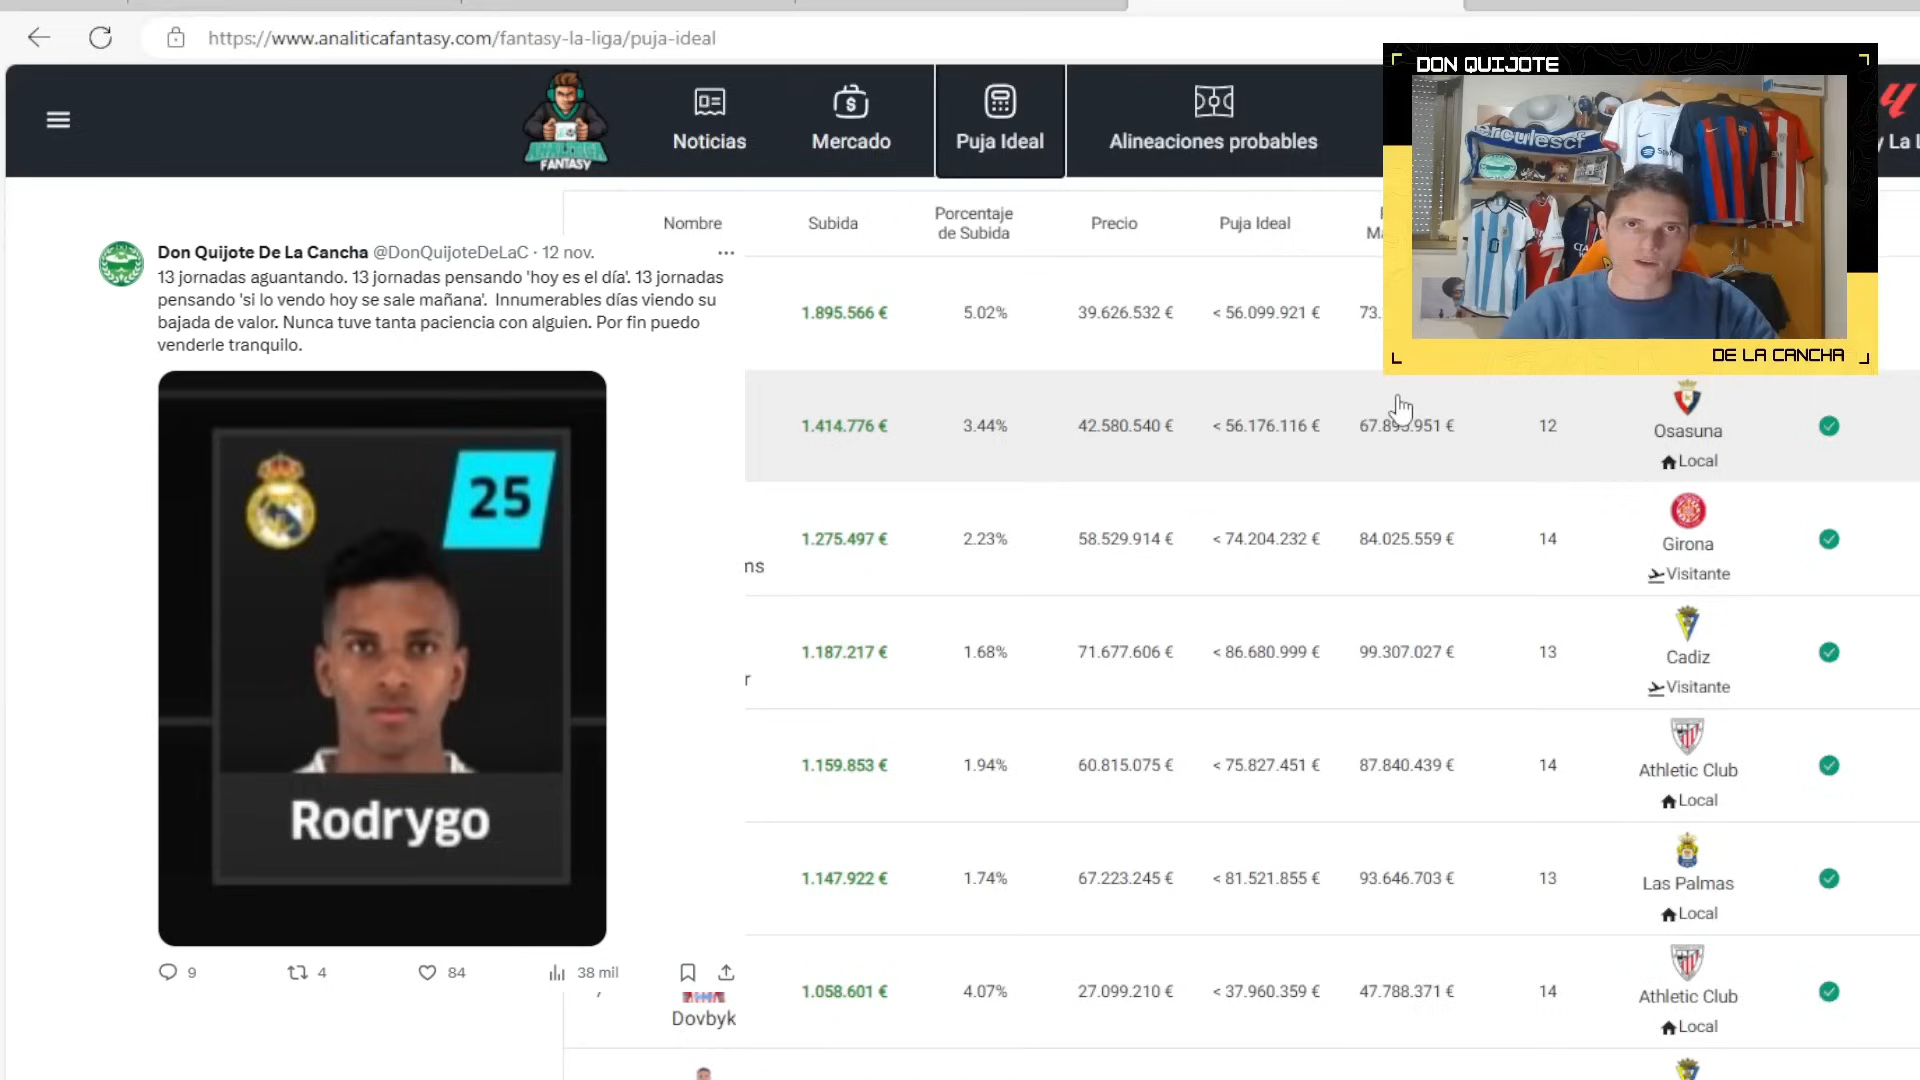 https://www.analiticafantasy.com/fantasy-la-liga/puja-ideal
DON QUIJOTE
DE LA CANCHA
ANALITICA
FANTASY
Noticias
Mercado
Puja Ideal
Alineaciones probables
y La L
Nombre
Subida
Porcentaje
de Subida
Precio
Puja Ideal
Don Quijote De La Cancha @DonQuijoteDeLaC · 12 nov.
13 jornadas aguantando. 13 jornadas pensando 'hoy es el día'. 13 jornadas
pensando 'si lo vendo hoy se sale mañana'. Innumerables días viendo su
bajada de valor. Nunca tuve tanta paciencia con alguien. Por fin puedo
venderle tranquilo.
25
Rodrygo
9
4
84
38 mil
1.895.566 € 5.02% 39.626.532 € < 56.099.921 € 73.
1.414.776 € 3.44% 42.580.540 € < 56.176.116 € 67.895.951 € 12
Osasuna
Local
ns
1.275.497 € 2.23% 58.529.914 € < 74.204.232 € 84.025.559 € 14
Girona
Visitante
r
1.187.217 € 1.68% 71.677.606 € < 86.680.999 € 99.307.027 € 13
Cadiz
Visitante
1.159.853 € 1.94% 60.815.075 € < 75.827.451 € 87.840.439 € 14
Athletic Club
Local
1.147.922 € 1.74% 67.223.245 € < 81.521.855 € 93.646.703 € 13
Las Palmas
Local
Dovbyk
1.058.601 € 4.07% 27.099.210 € < 37.960.359 € 47.788.371 € 14
Athletic Club
Local